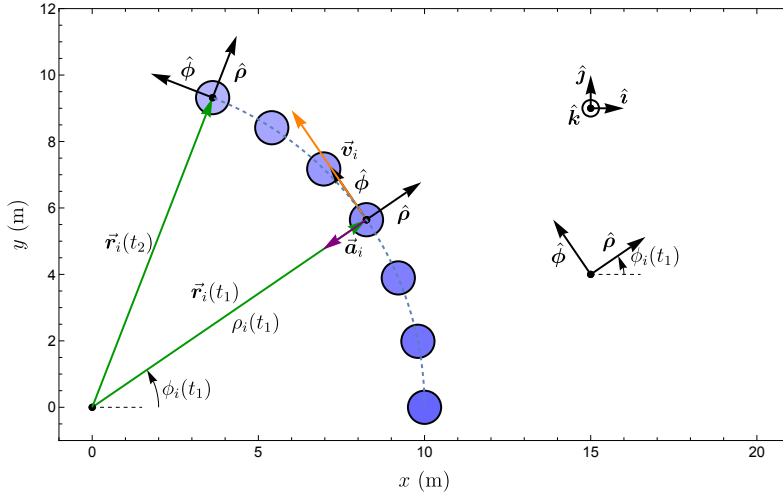 12
10
8
6
4
2
0
y (m)
0
5
10
15
20
x (m)
ϕ̂
ρ̂
ĵ
î
k̂
v⃗ᵢ
ϕ̂
ρ̂
a⃗ᵢ
r⃗ᵢ(t₂)
r⃗ᵢ(t₁)
ρᵢ(t₁)
ϕᵢ(t₁)
ϕ̂
ρ̂
ϕᵢ(t₁)